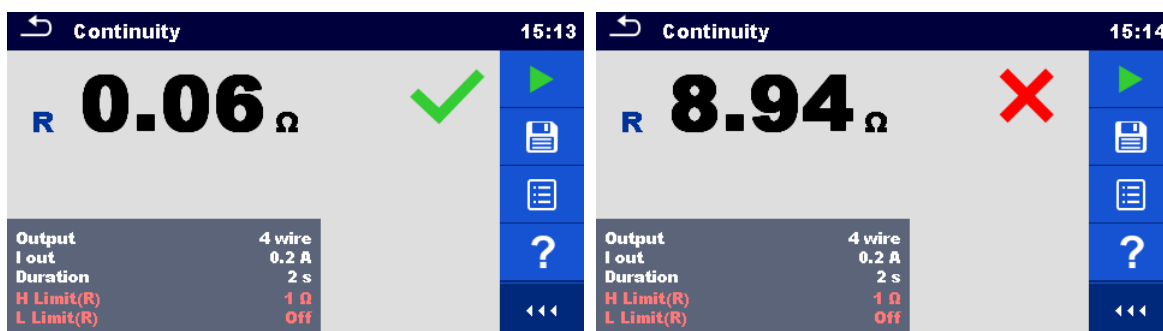 Continuity 15:13
R 0.06 Ω
Output 4 wire
I out 0.2 A
Duration 2 s
H Limit(R) 1 Ω
L Limit(R) Off
?
Continuity 15:14
R 8.94 Ω
Output 4 wire
I out 0.2 A
Duration 2 s
H Limit(R) 1 Ω
L Limit(R) Off
?